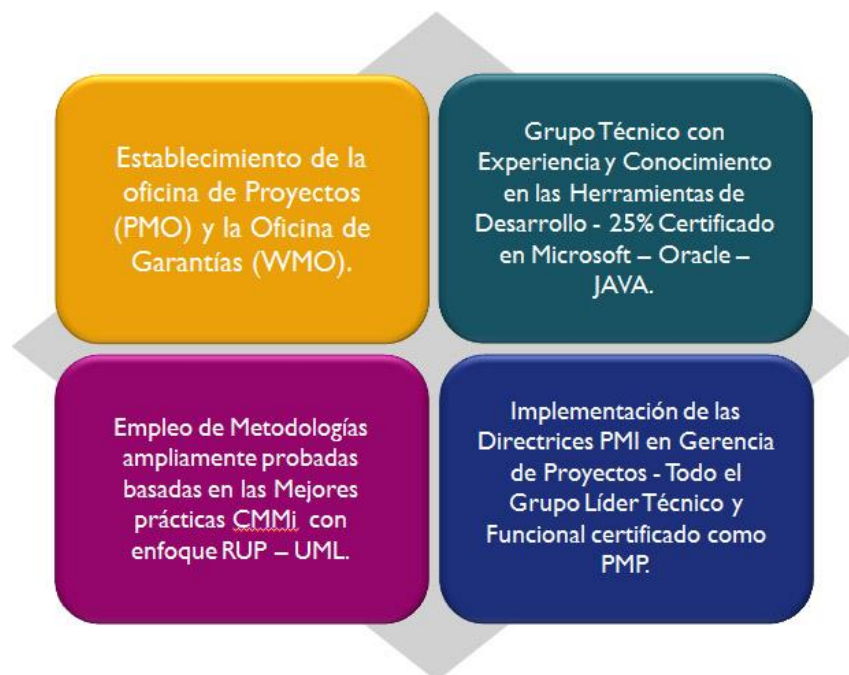 Establecimiento de la
oficina de Proyectos
(PMO) y la Oficina de
Garantías (WMO).
Grupo Técnico con
Experiencia y Conocimiento
en las Herramientas de
Desarrollo - 25% Certificado
en Microsoft – Oracle –
JAVA.
Empleo de Metodologías
ampliamente probadas
basadas en las Mejores
prácticas CMMi con
enfoque RUP – UML.
Implementación de las
Directrices PMI en Gerencia
de Proyectos - Todo el
Grupo Líder Técnico y
Funcional certificado como
PMP.